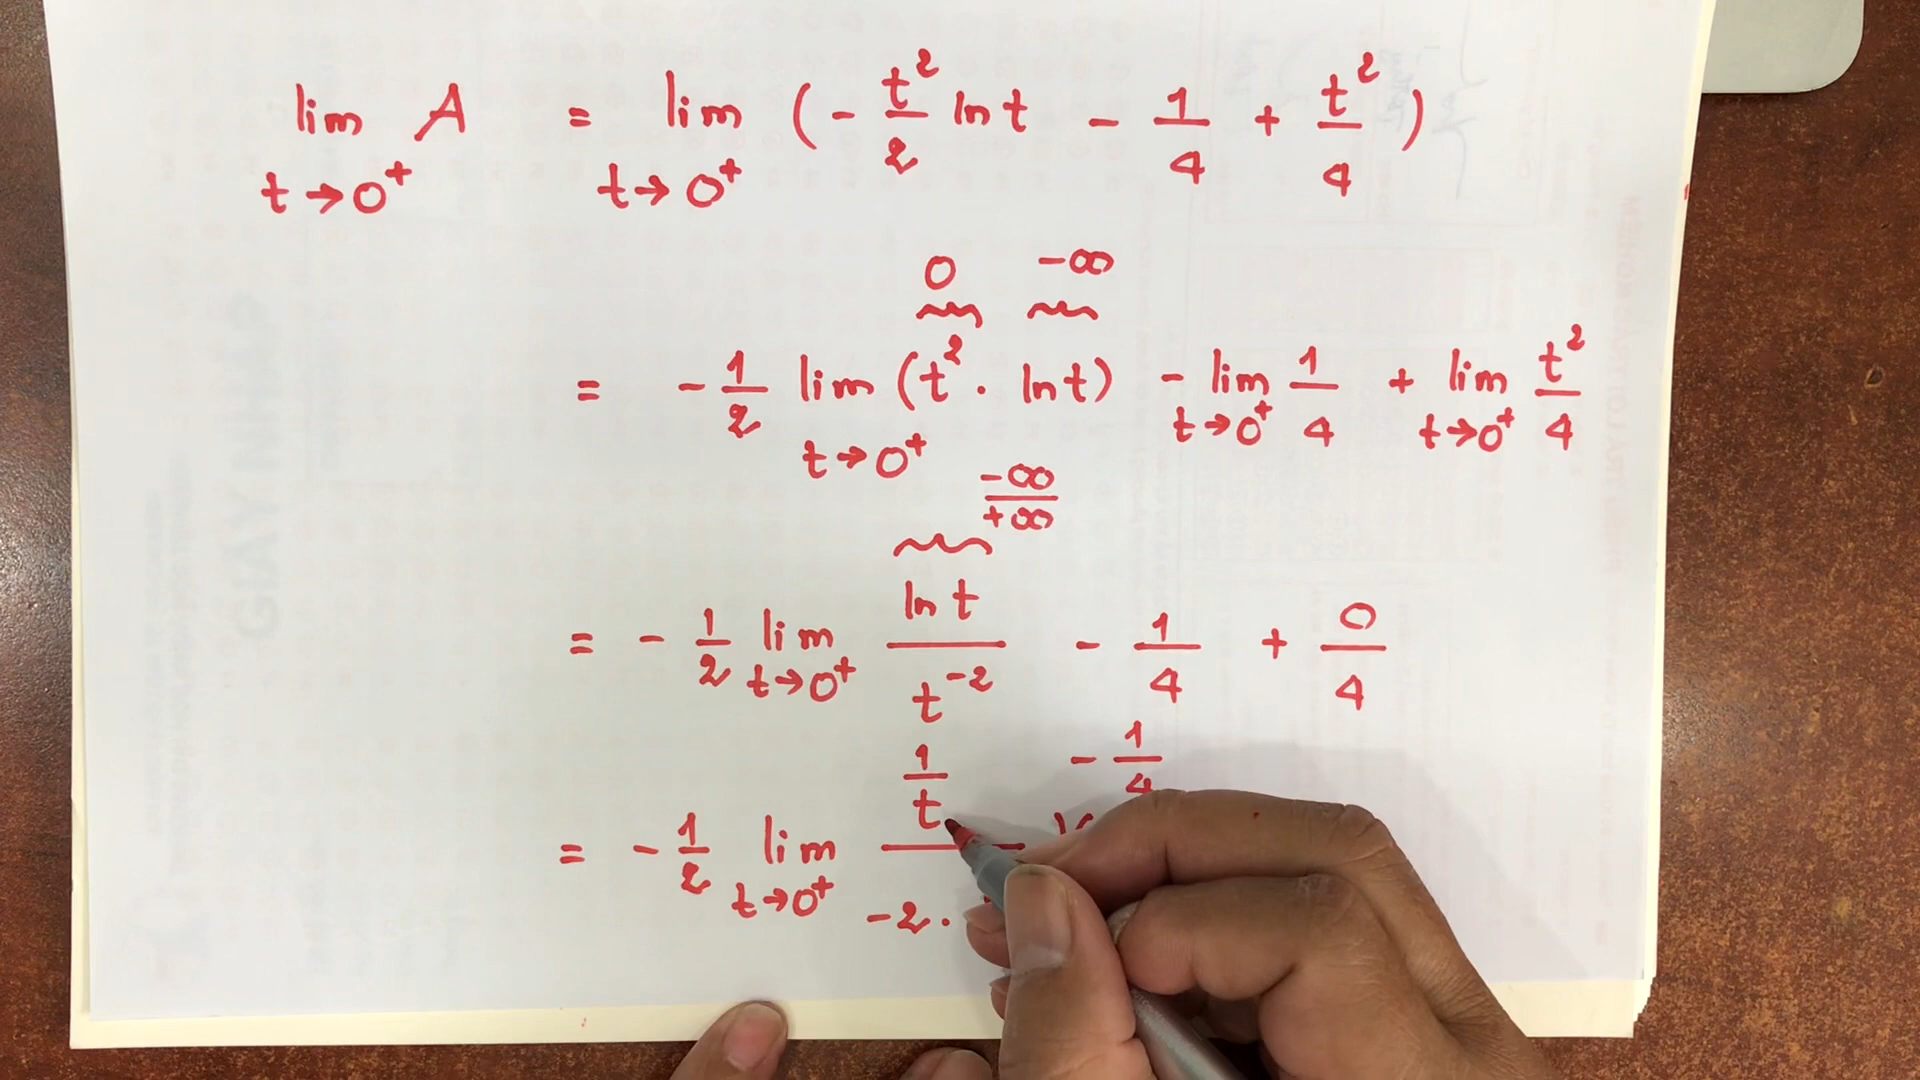 lim A = lim ( - t²/2 ln t - 1/4 + t²/4 )
t→0⁺ t→0⁺
0 -∞
= - 1/2 lim (t² · ln t) - lim 1/4 + lim t²/4
t→0⁺ t→0⁺ t→0⁺
-∞/+∞
= - 1/2 lim ln t / t⁻² - 1/4 + 0/4
t→0⁺
= - 1/2 lim 1/t / -2 · - 1/4
t→0⁺